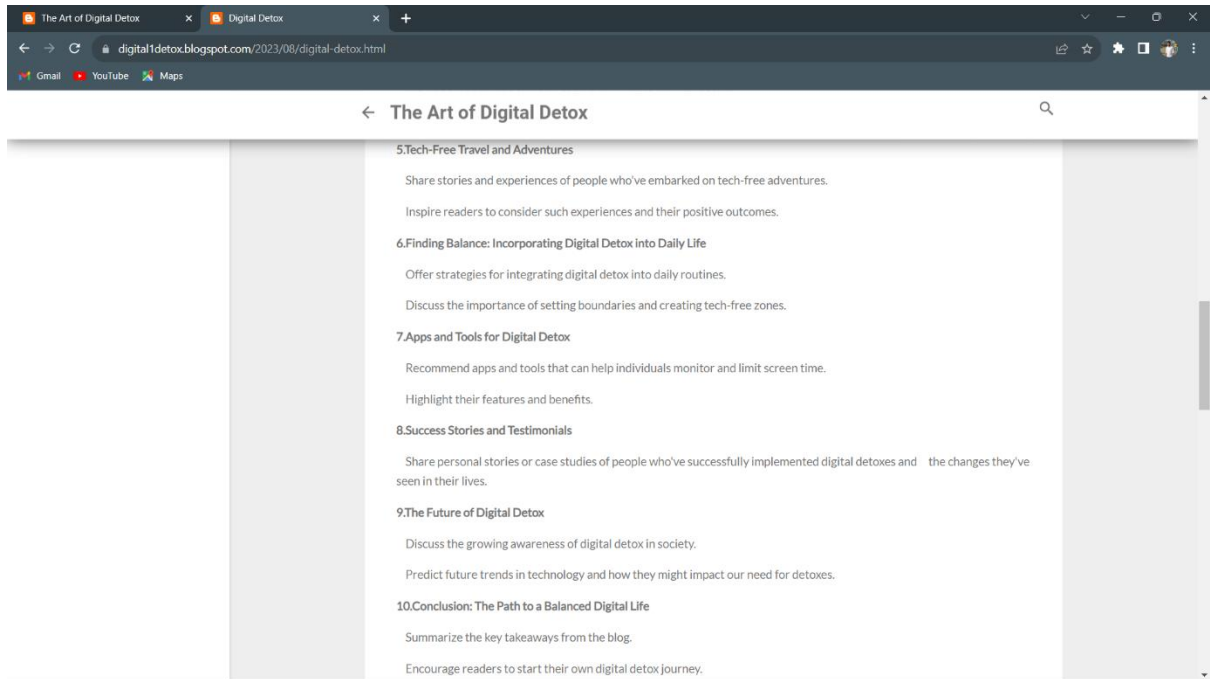 The Art of Digital Detox
Digital Detox
digital1detox.blogspot.com/2023/08/digital-detox.html
Gmail YouTube Maps
The Art of Digital Detox
5.Tech-Free Travel and Adventures
Share stories and experiences of people who've embarked on tech-free adventures.
Inspire readers to consider such experiences and their positive outcomes.
6.Finding Balance: Incorporating Digital Detox into Daily Life
Offer strategies for integrating digital detox into daily routines.
Discuss the importance of setting boundaries and creating tech-free zones.
7.Apps and Tools for Digital Detox
Recommend apps and tools that can help individuals monitor and limit screen time.
Highlight their features and benefits.
8.Success Stories and Testimonials
Share personal stories or case studies of people who've successfully implemented digital detoxes and the changes they've
seen in their lives.
9.The Future of Digital Detox
Discuss the growing awareness of digital detox in society.
Predict future trends in technology and how they might impact our need for detoxes.
10.Conclusion: The Path to a Balanced Digital Life
Summarize the key takeaways from the blog.
Encourage readers to start their own digital detox journey.